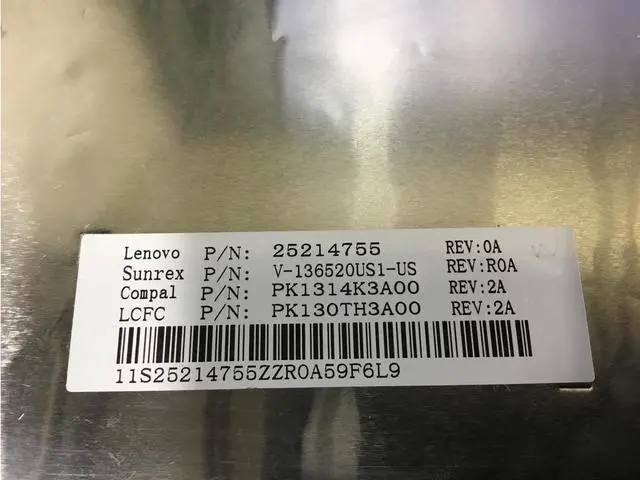 Lenovo P/N: 25214755 REV:0A
Sunrex P/N: V-136520US1-US REV:R0A
Compal P/N: PK1314K3A00 REV:2A
LCFC P/N: PK130TH3A00 REV:2A
11S25214755ZZR0A59F6L9